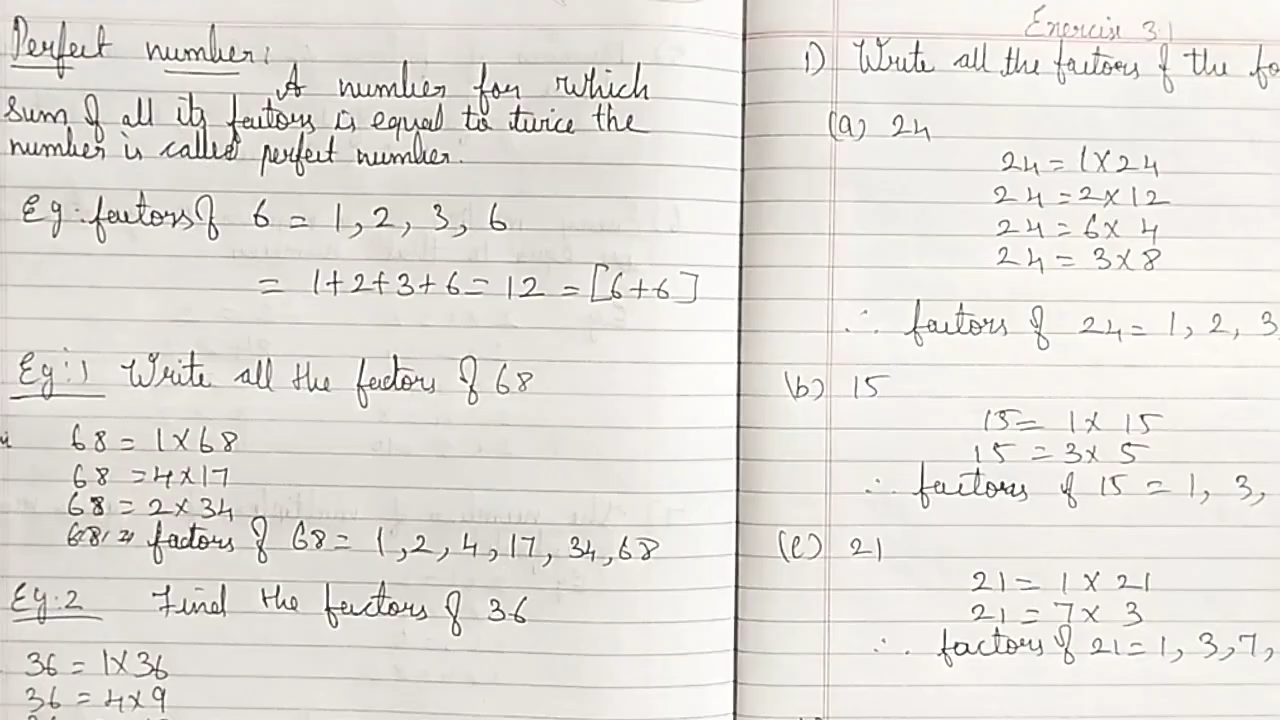 Perfect number:
A number for which
sum of all its factors is equal to twice the
number is called perfect number.
Eg: factors of 6 = 1, 2, 3, 6
= 1+2+3+6 = 12 = [6+6]
Eg:1 Write all the factors of 68
68 = 1 × 68
68 = 4 × 17
68 = 2 × 34
factors of 68 = 1, 2, 4, 17, 34, 68
Eg:2 Find the factors of 36
36 = 1 × 36
36 = 4 × 9
Exercise 3.1
1) Write all the factors of the fo
(a) 24
24 = 1 × 24
24 = 2 × 12
24 = 6 × 4
24 = 3 × 8
∴ factors of 24 = 1, 2, 3
(b) 15
15 = 1 × 15
15 = 3 × 5
∴ factors of 15 = 1, 3,
(c) 21
21 = 1 × 21
21 = 7 × 3
∴ factors of 21 = 1, 3, 7,